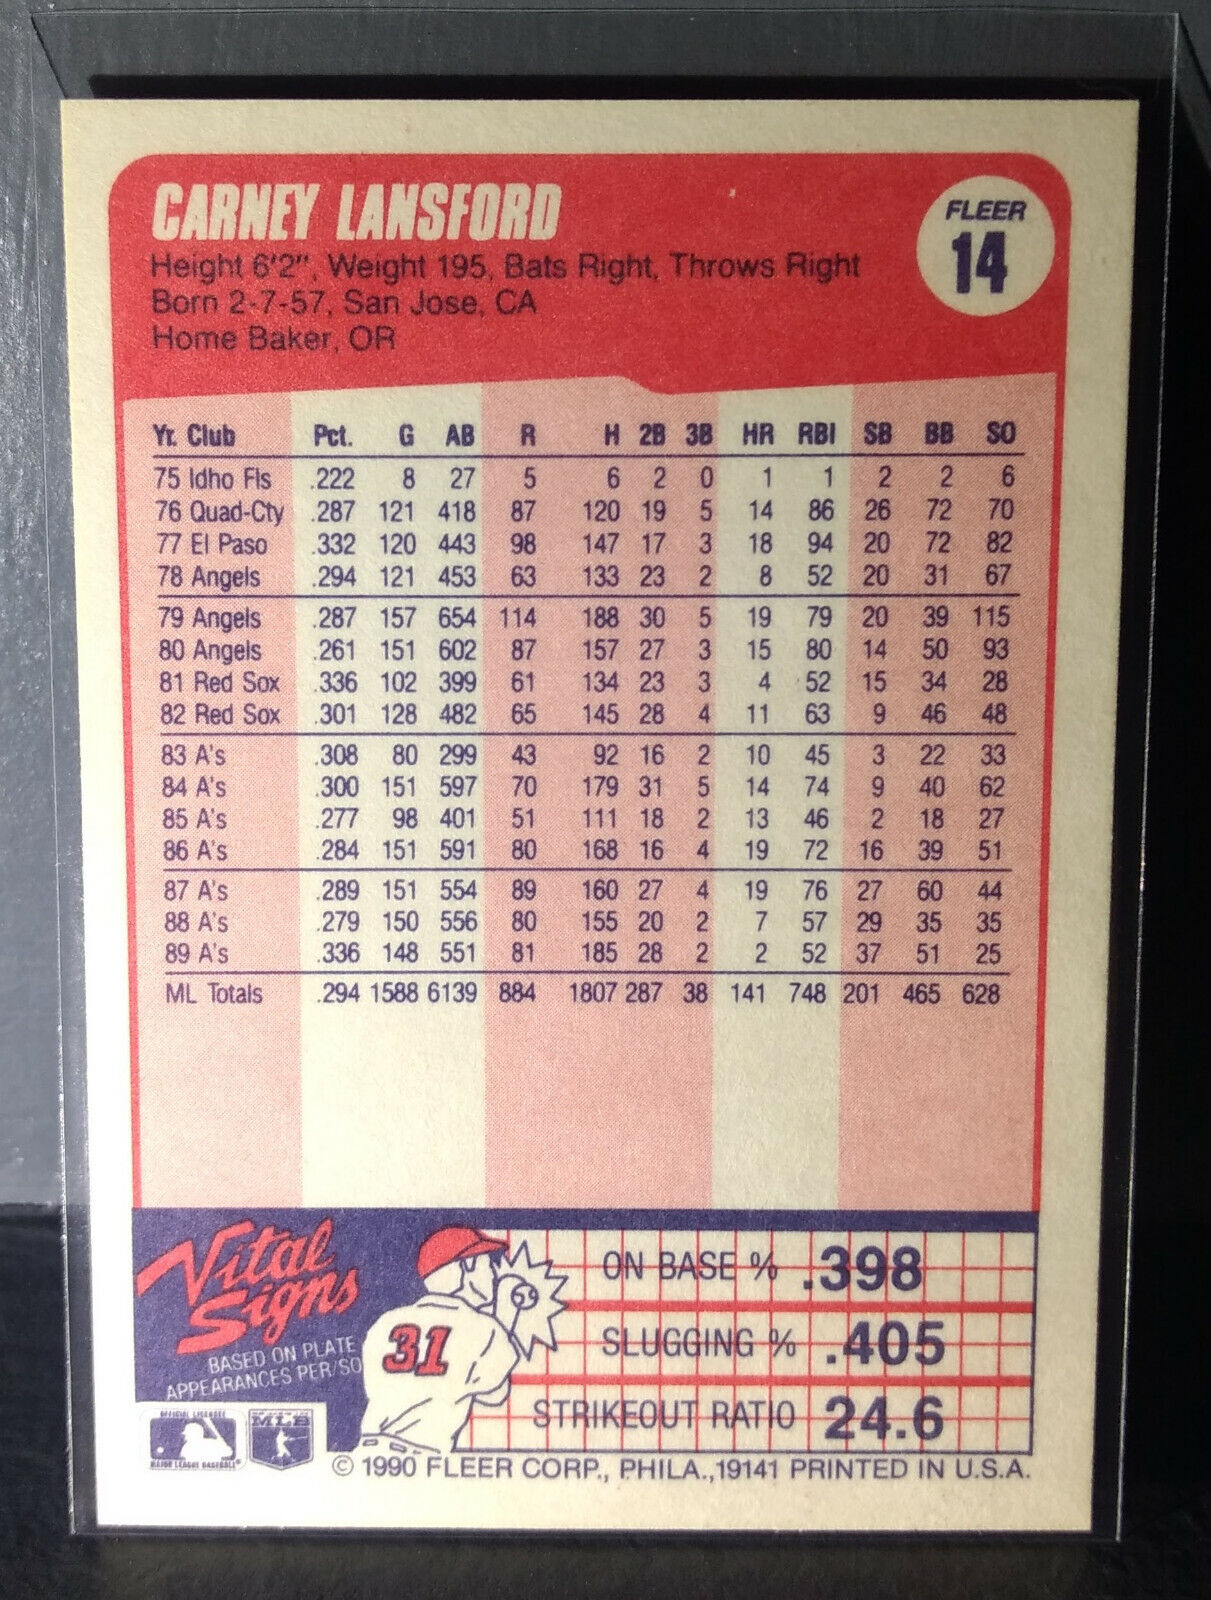 CARNEY LANSFORD
FLEER
14
Height 6'2", Weight 195, Bats Right, Throws Right
Born 2-7-57, San Jose, CA
Home Baker, OR
Yr. Club Pct. G AB R H 2B 3B HR RBI SB BB SO
75 Idho Fls .222 8 27 5 6 2 0 1 1 2 2 6
76 Quad-Cty .287 121 418 87 120 19 5 14 86 26 72 70
77 El Paso .332 120 443 98 147 17 3 18 94 20 72 82
78 Angels .294 121 453 63 133 23 2 8 52 20 31 67
79 Angels .287 157 654 114 188 30 5 19 79 20 39 115
80 Angels .261 151 602 87 157 27 3 15 80 14 50 93
81 Red Sox .336 102 399 61 134 23 3 4 52 15 34 28
82 Red Sox .301 128 482 65 145 28 4 11 63 9 46 48
83 A's .308 80 299 43 92 16 2 10 45 3 22 33
84 A's .300 151 597 70 179 31 5 14 74 9 40 62
85 A's .277 98 401 51 111 18 2 13 46 2 18 27
86 A's .284 151 591 80 168 16 4 19 72 16 39 51
87 A's .289 151 554 89 160 27 4 19 76 27 60 44
88 A's .279 150 556 80 155 20 2 7 57 29 35 35
89 A's .336 148 551 81 185 28 2 2 52 37 51 25
ML Totals .294 1588 6139 884 1807 287 38 141 748 201 465 628
Vital
Signs
BASED ON PLATE
APPEARANCES PER/SO
31
ON BASE % .398
SLUGGING % .405
STRIKEOUT RATIO 24.6
OFFICIAL LICENSEE
MAJOR LEAGUE BASEBALL
MLB
© 1990 FLEER CORP., PHILA.,19141 PRINTED IN U.S.A.